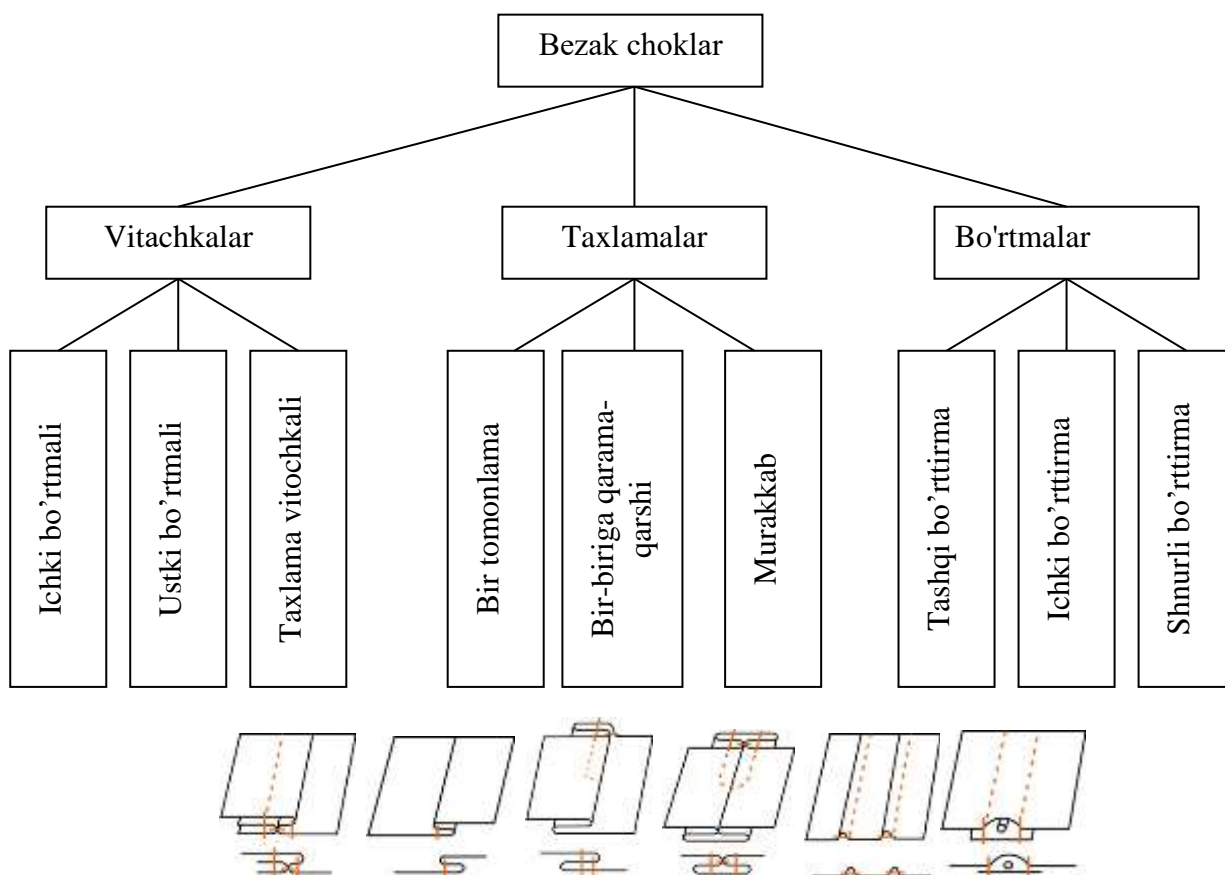 Bezak choklar
Vitachkalar
Taxlamalar
Bo'rtmalar
Ichki bo’rtmali
Ustki bo’rtmali
Taxlama vitochkali
Bir tomonlama
Bir-biriga qarama-
qarshi
Murakkab
Tashqi bo’rttirma
Ichki bo’rttirma
Shnurli bo’rttirma